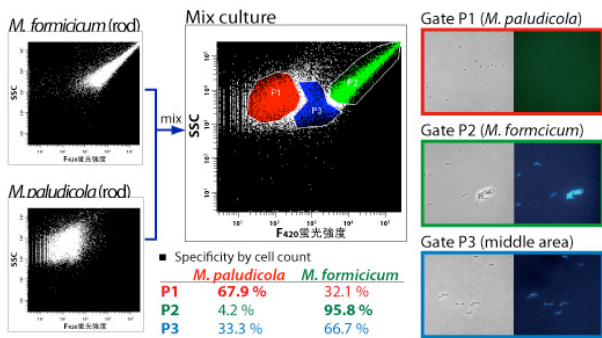 M. formicicum (rod)
SSC
F420蛍光強度
M.paludicola (rod)
SSC
F420蛍光強度
mix
Mix culture
P1
P2
P3
SSC
F420蛍光強度
■ Specificity by cell count
M. paludicola M. formicicum
P1 67.9 % 32.1 %
P2 4.2 % 95.8 %
P3 33.3 % 66.7 %
Gate P1 (M. paludicola)
Gate P2 (M. formcicum)
Gate P3 (middle area)